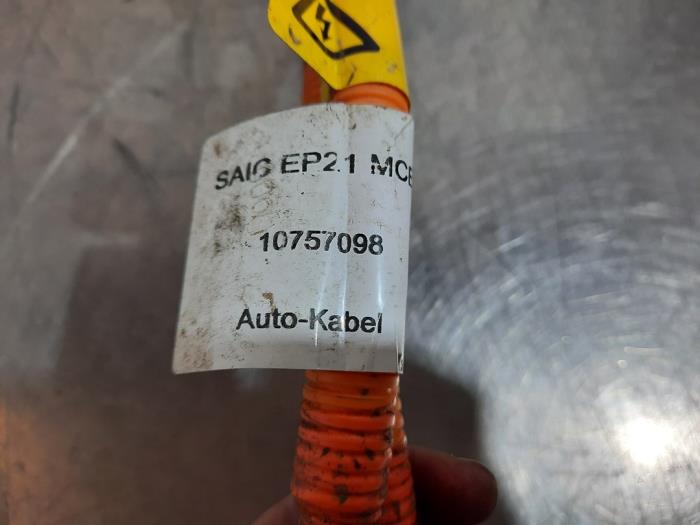 SAIC EP21 MCE
10757098
Auto-Kabel